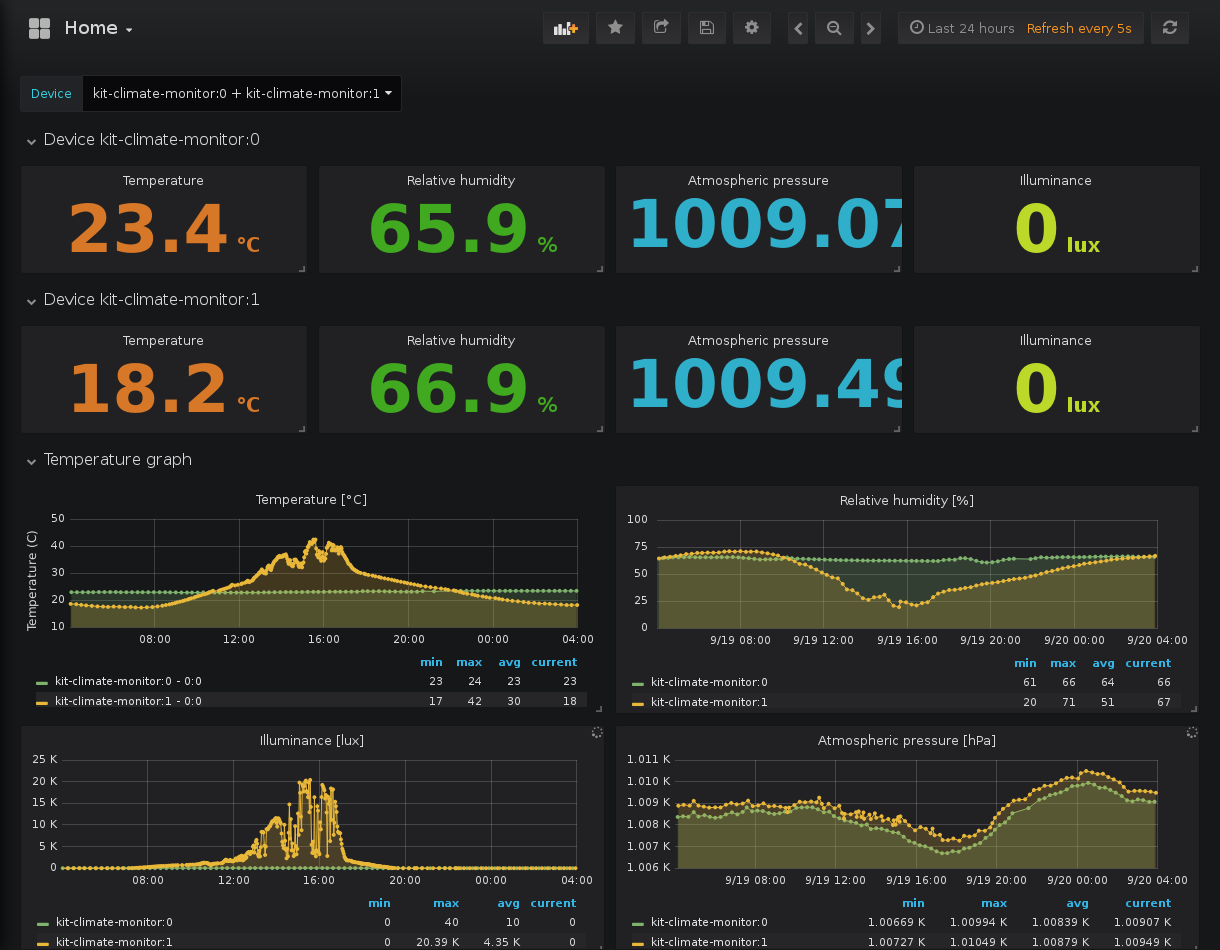 Home
Last 24 hours Refresh every 5s
Device kit-climate-monitor:0 + kit-climate-monitor:1
Device kit-climate-monitor:0
Temperature Relative humidity Atmospheric pressure Illuminance
23.4 °C 65.9 % 1009.07 0 lux
Device kit-climate-monitor:1
Temperature Relative humidity Atmospheric pressure Illuminance
18.2 °C 66.9 % 1009.49 0 lux
Temperature graph
Temperature [°C]
Temperature (C)
50
40
30
20
10
08:00 12:00 16:00 20:00 00:00 04:00
min max avg current
kit-climate-monitor:0 - 0:0 23 24 23 23
kit-climate-monitor:1 - 0:0 17 42 30 18
Relative humidity [%]
100
75
50
25
0
9/19 08:00 9/19 12:00 9/19 16:00 9/19 20:00 9/20 00:00 9/20 04:00
min max avg current
kit-climate-monitor:0 61 66 64 66
kit-climate-monitor:1 20 71 51 67
Illuminance [lux]
25 K
20 K
15 K
10 K
5 K
0
08:00 12:00 16:00 20:00 00:00 04:00
min max avg current
kit-climate-monitor:0 0 40 10 0
kit-climate-monitor:1 0 20.39 K 4.35 K 0
Atmospheric pressure [hPa]
1.011 K
1.010 K
1.009 K
1.008 K
1.007 K
1.006 K
9/19 08:00 9/19 12:00 9/19 16:00 9/19 20:00 9/20 00:00 9/20 04:00
min max avg current
kit-climate-monitor:0 1.00669 K 1.00994 K 1.00839 K 1.00907 K
kit-climate-monitor:1 1.00727 K 1.01049 K 1.00879 K 1.00949 K